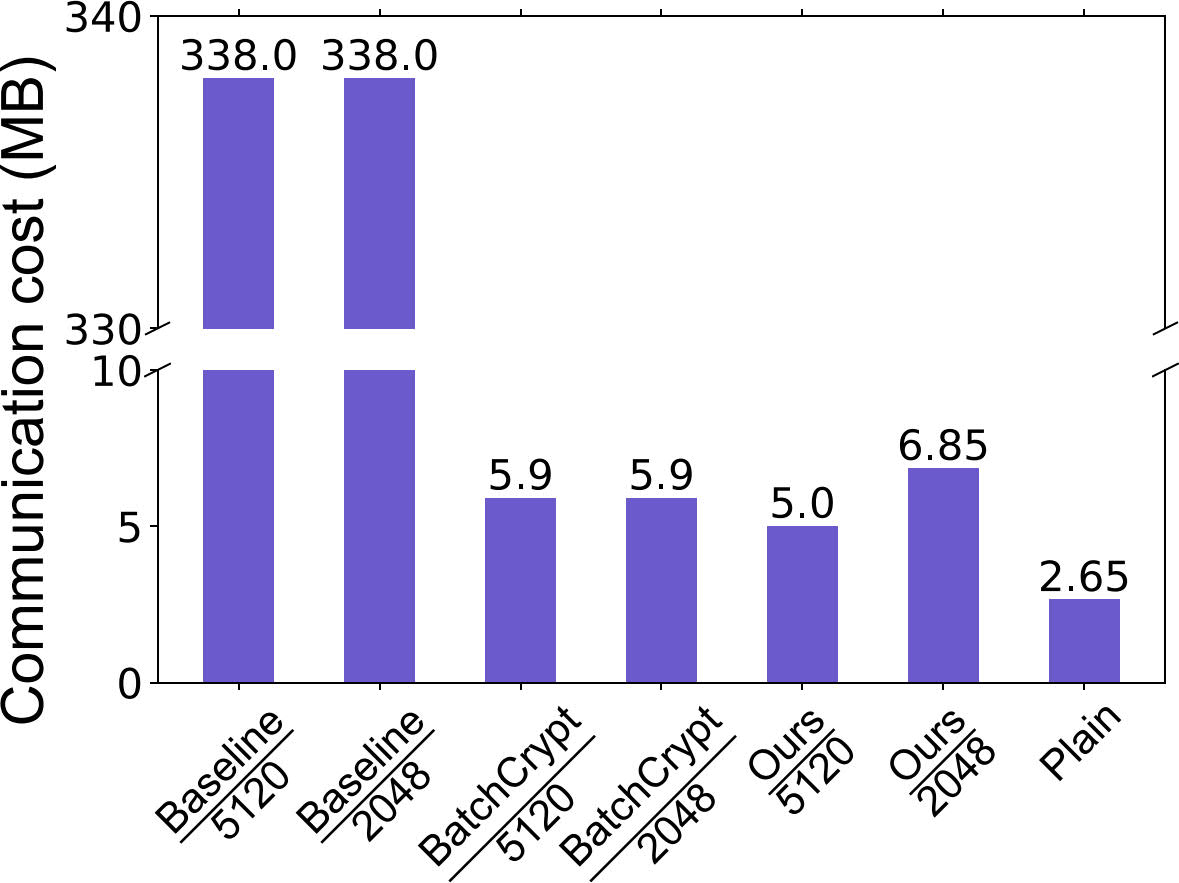 Communication cost (MB)
340
330
10
5
0
338.0
338.0
5.9
5.9
5.0
6.85
2.65
Baseline
5120
Baseline
2048
BatchCrypt
5120
BatchCrypt
2048
Ours
5120
Ours
2048
Plain